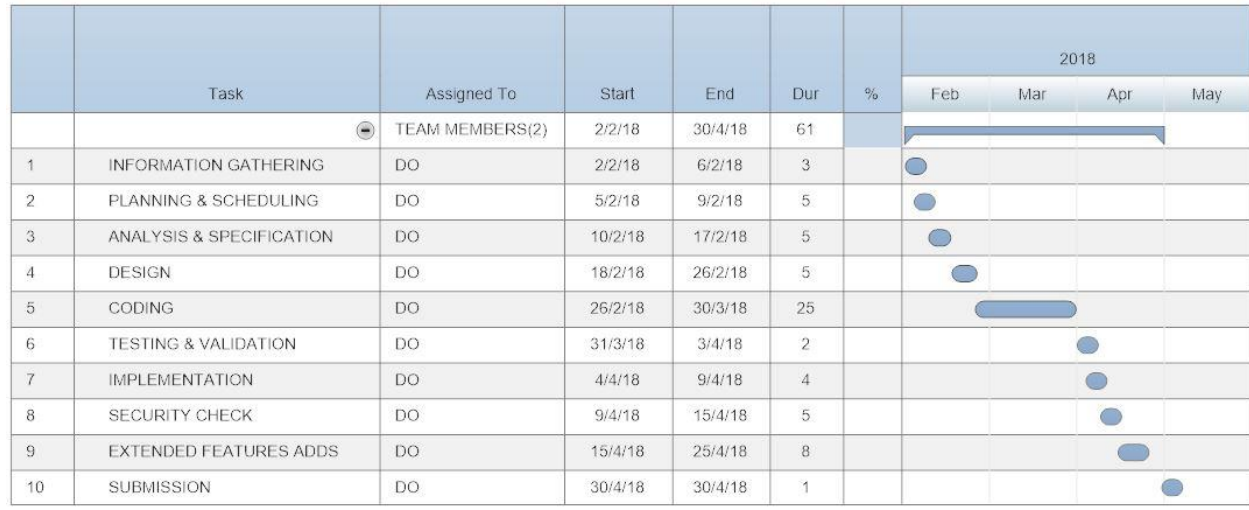 2018
Task Assigned To Start End Dur % Feb Mar Apr May
TEAM MEMBERS(2) 2/2/18 30/4/18 61
1 INFORMATION GATHERING DO 2/2/18 6/2/18 3
2 PLANNING & SCHEDULING DO 5/2/18 9/2/18 5
3 ANALYSIS & SPECIFICATION DO 10/2/18 17/2/18 5
4 DESIGN DO 18/2/18 26/2/18 5
5 CODING DO 26/2/18 30/3/18 25
6 TESTING & VALIDATION DO 31/3/18 3/4/18 2
7 IMPLEMENTATION DO 4/4/18 9/4/18 4
8 SECURITY CHECK DO 9/4/18 15/4/18 5
9 EXTENDED FEATURES ADDS DO 15/4/18 25/4/18 8
10 SUBMISSION DO 30/4/18 30/4/18 1